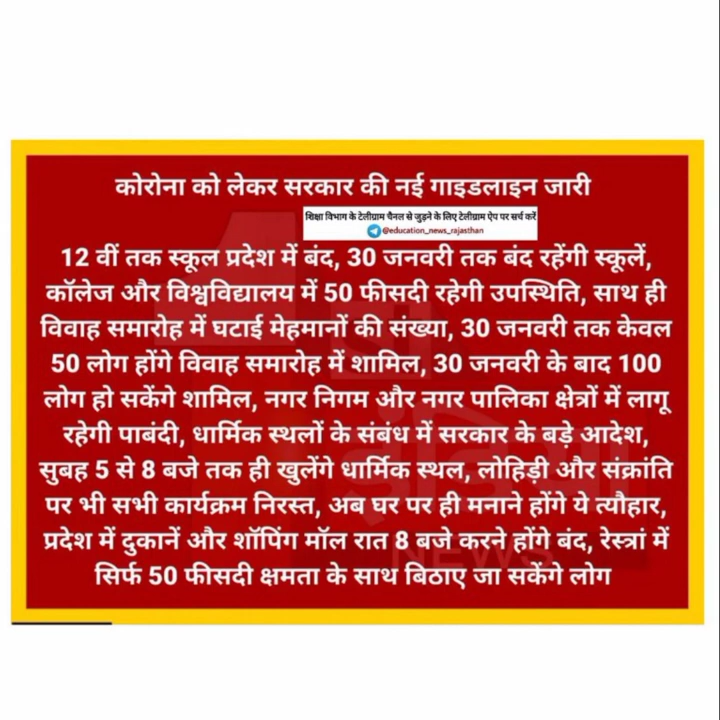 कोरोना को लेकर सरकार की नई गाइडलाइन जारी
शिक्षा विभाग के टेलीग्राम चैनल से जुड़ने के लिए टेलीग्राम ऐप पर सर्च करें
@education_news_rajasthan
12 वीं तक स्कूल प्रदेश में बंद, 30 जनवरी तक बंद रहेंगी स्कूलें,
कॉलेज और विश्वविद्यालय में 50 फीसदी रहेगी उपस्थिति, साथ ही
विवाह समारोह में घटाई मेहमानों की संख्या, 30 जनवरी तक केवल
50 लोग होंगे विवाह समारोह में शामिल, 30 जनवरी के बाद 100
लोग हो सकेंगे शामिल, नगर निगम और नगर पालिका क्षेत्रों में लागू
रहेगी पाबंदी, धार्मिक स्थलों के संबंध में सरकार के बड़े आदेश,
सुबह 5 से 8 बजे तक ही खुलेंगे धार्मिक स्थल, लोहिड़ी और संक्रांति
पर भी सभी कार्यक्रम निरस्त, अब घर पर ही मनाने होंगे ये त्यौहार,
प्रदेश में दुकानें और शॉपिंग मॉल रात 8 बजे करने होंगे बंद, रेस्त्रां में
सिर्फ 50 फीसदी क्षमता के साथ बिठाए जा सकेंगे लोग
NEWS